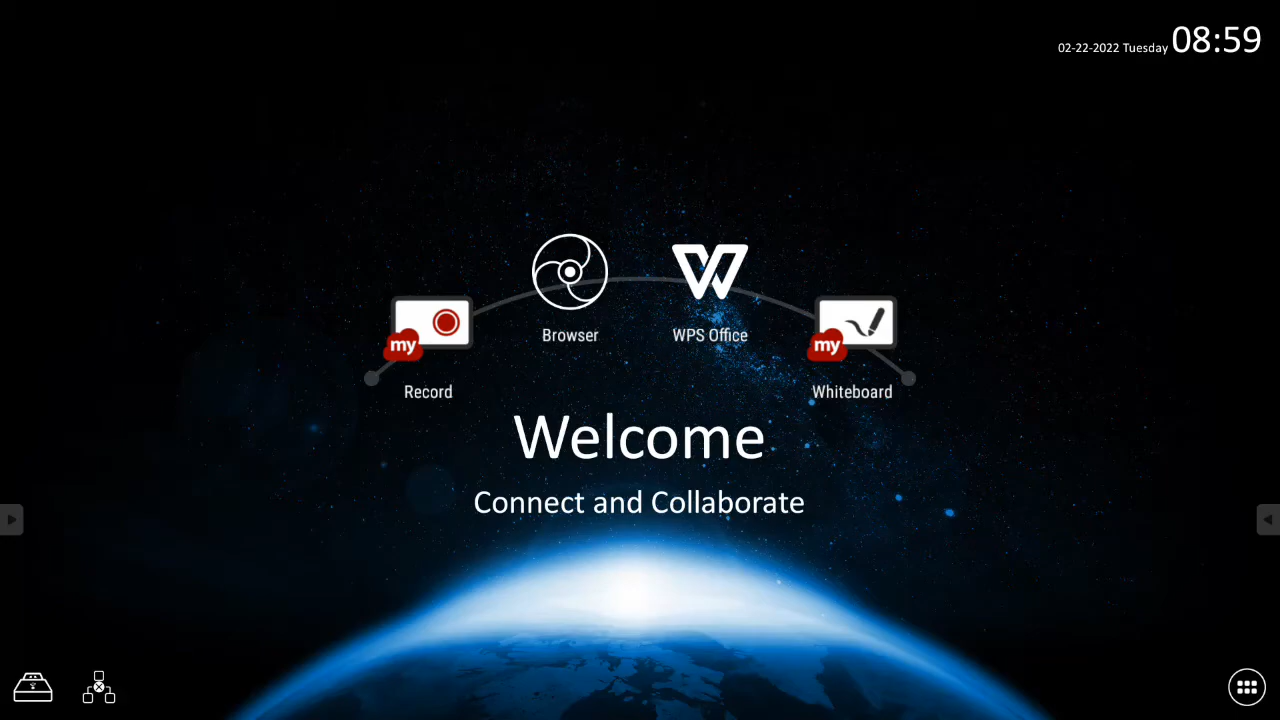 02-22-2022 Tuesday 08:59
Browser
WPS Office
my
my
Record
Whiteboard
Welcome
Connect and Collaborate